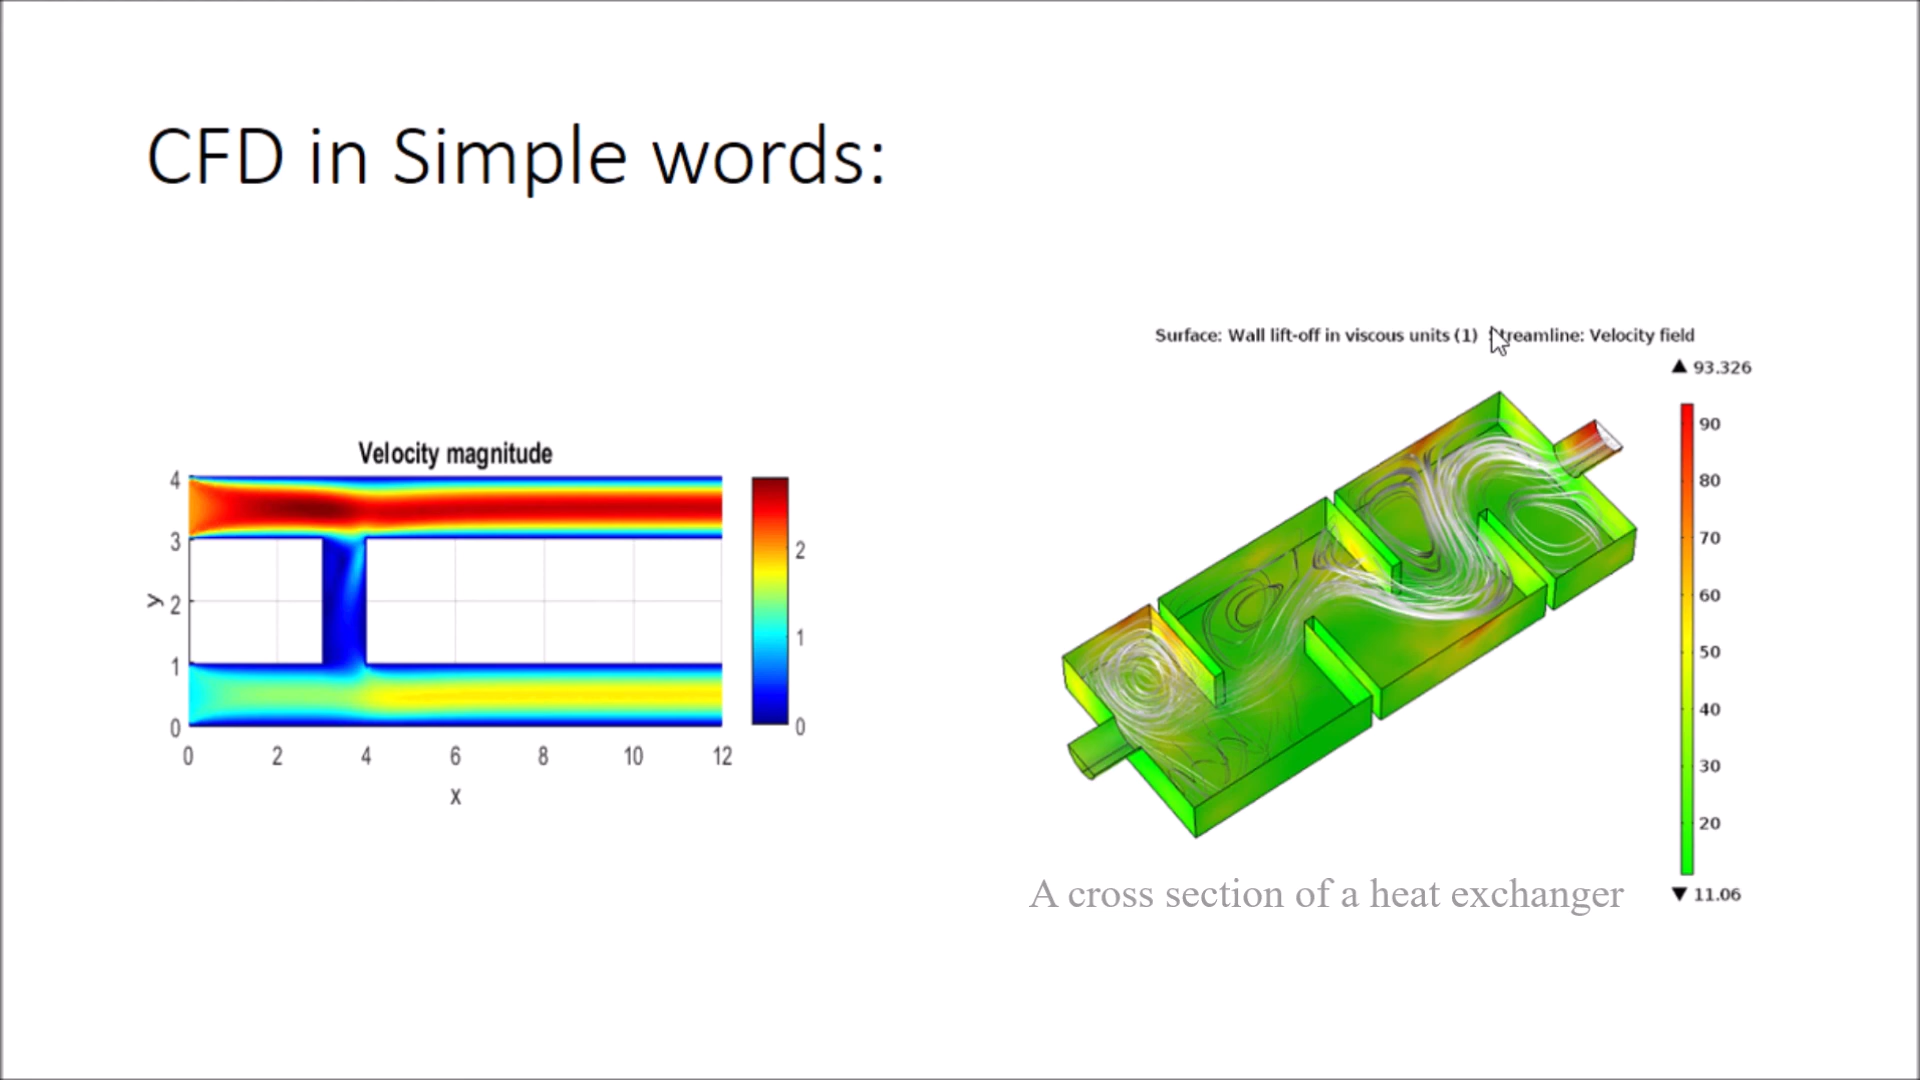 CFD in Simple words:
Surface: Wall lift-off in viscous units (1) treamline: Velocity field
▲ 93.326
90
80
70
60
50
40
30
20
▼ 11.06
Velocity magnitude
4
3
2
1
0
y
0 2 4 6 8 10 12
x
2
1
0
A cross section of a heat exchanger